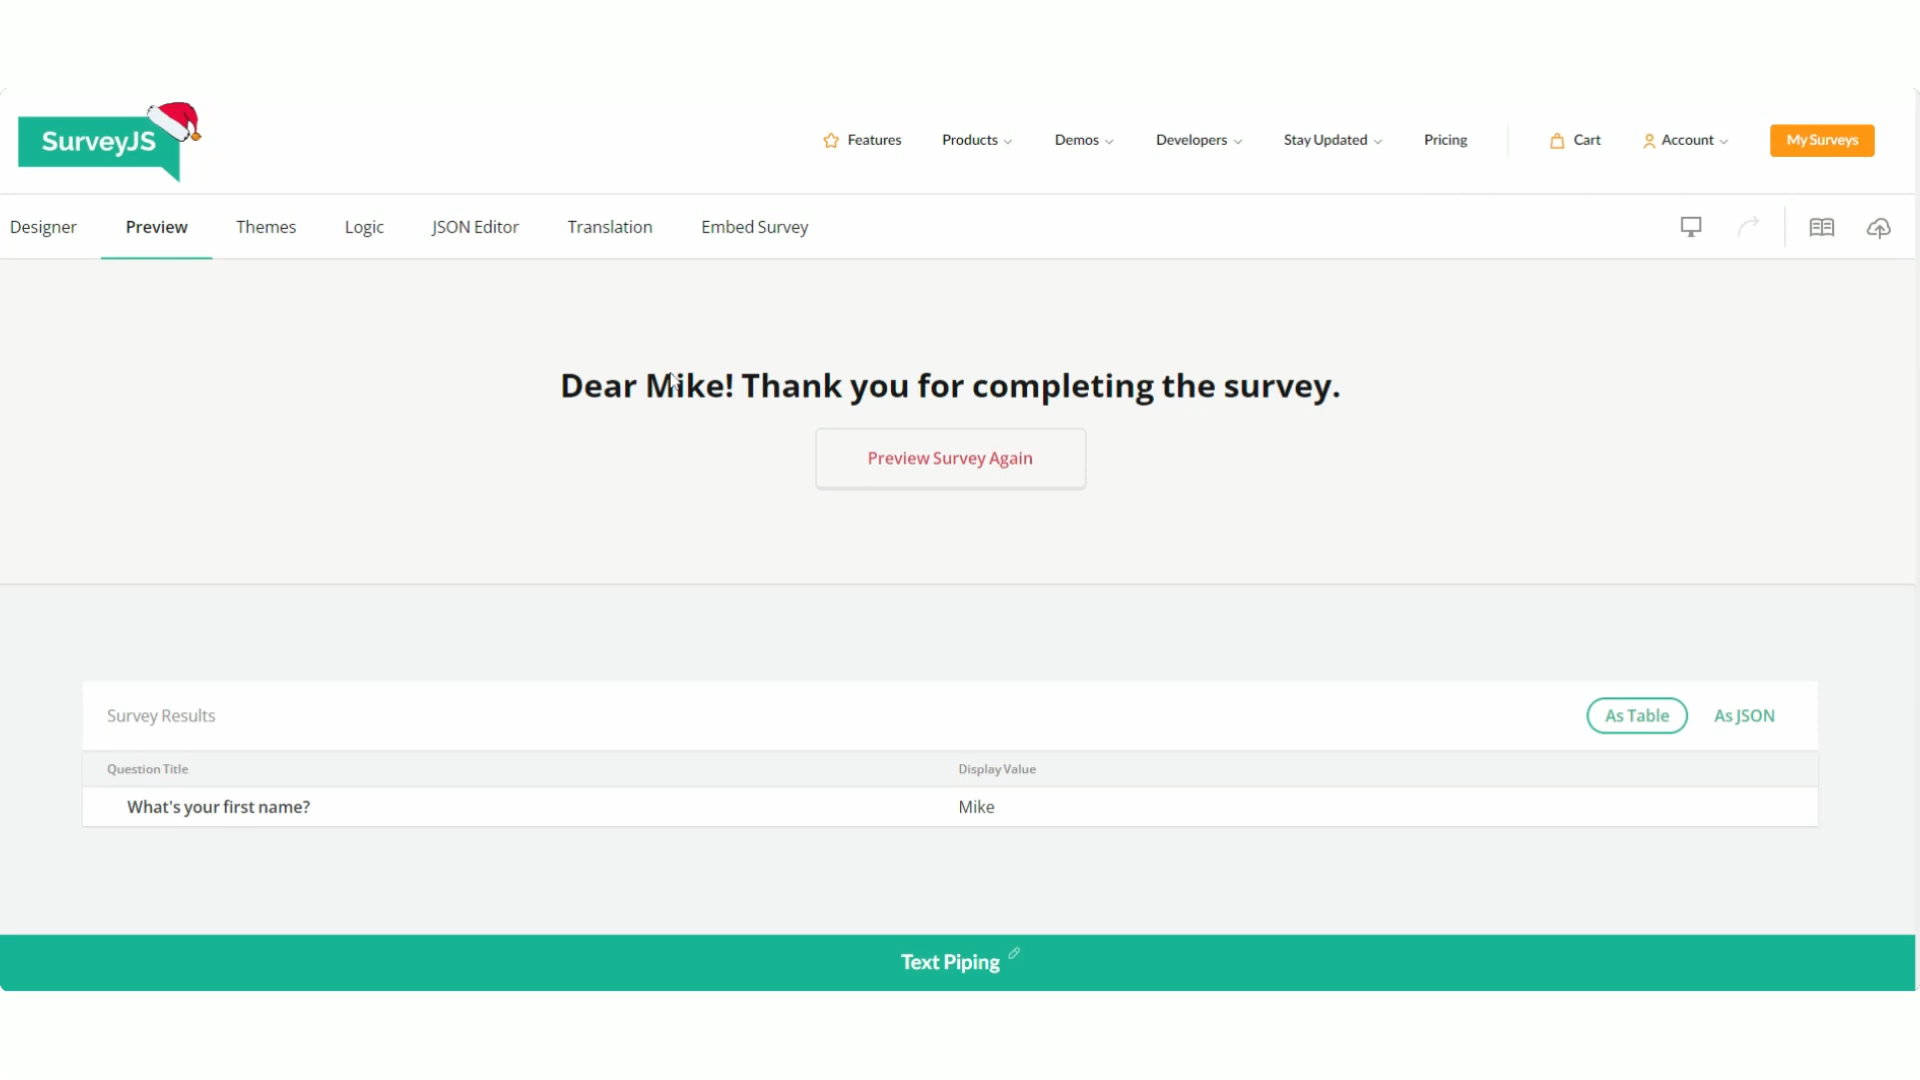 SurveyJS
Features Products Demos Developers Stay Updated Pricing Cart Account My Surveys
Designer Preview Themes Logic JSON Editor Translation Embed Survey
Dear Mike! Thank you for completing the survey.
Preview Survey Again
Survey Results As Table As JSON
Question Title Display Value
What's your first name? Mike
Text Piping